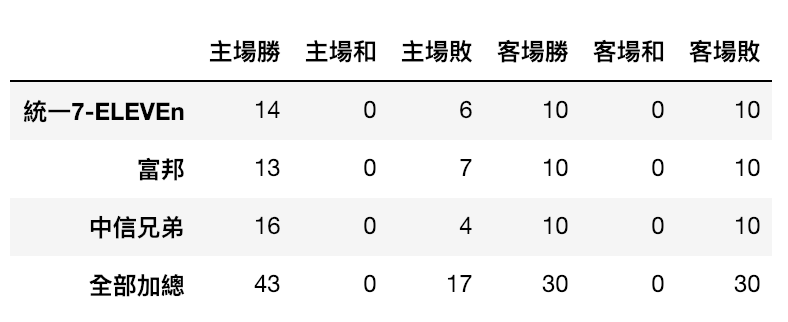 主場勝 主場和 主場敗 客場勝 客場和 客場敗
統一7-ELEVEn 14 0 6 10 0 10
富邦 13 0 7 10 0 10
中信兄弟 16 0 4 10 0 10
全部加總 43 0 17 30 0 30